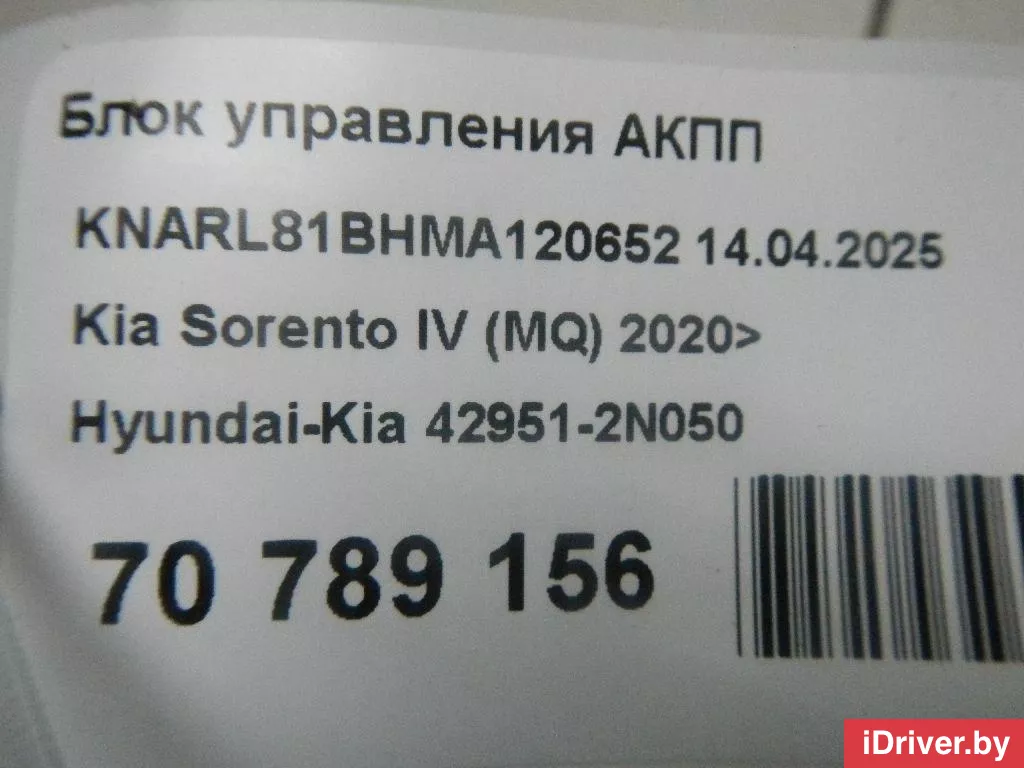 Блок управления АКПП
KNARL81BHMA120652 14.04.2025
Kia Sorento IV (MQ) 2020>
Hyundai-Kia 42951-2N050
70 789 156
iDriver.by